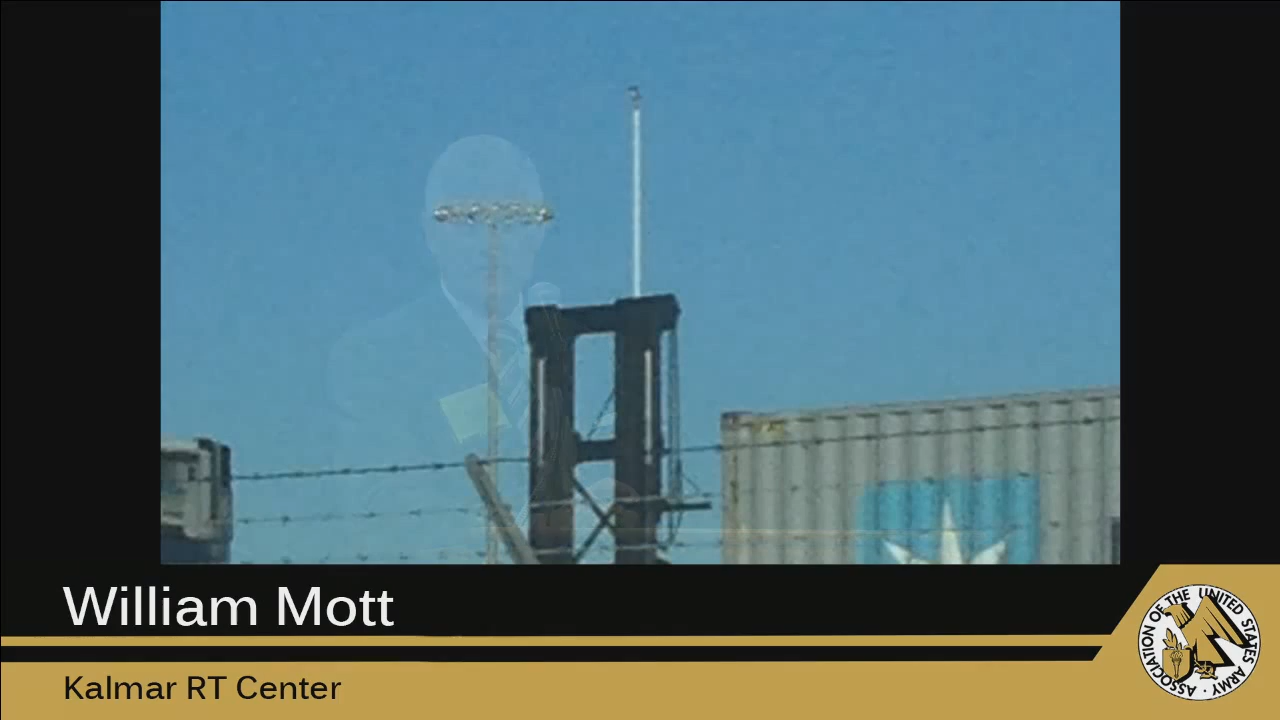 William Mott
Kalmar RT Center
ASSOCIATION OF THE UNITED STATES ARMY